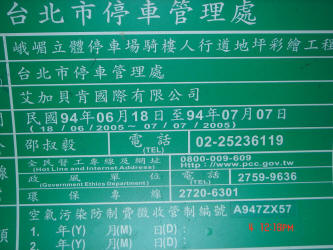 台北市停車管理處
峨嵋立體停車場騎樓人行道地坪彩繪工程
台北市停車管理處
艾加貝肯國際有限公司
民國94年06月18日至94年07月07日
( 18 / 06 / 2005 ~ 07 / 07 / 2005 )
邵叔毅 電話 (TEL) 02-25236119
全民督工專線及網址 (Hot Line and Internet Address) 0800-009-609
Http://www.pcc.gov.tw
政風單位 (Government Ethics Department) 電話 (TEL) 2759-9636
環保專線 2720-6301
空氣污染防制費徵收管制編號 A947ZX57
1. 年(Y) 月(M) 日(D):
2. 年(Y) 月(M) 日(D):